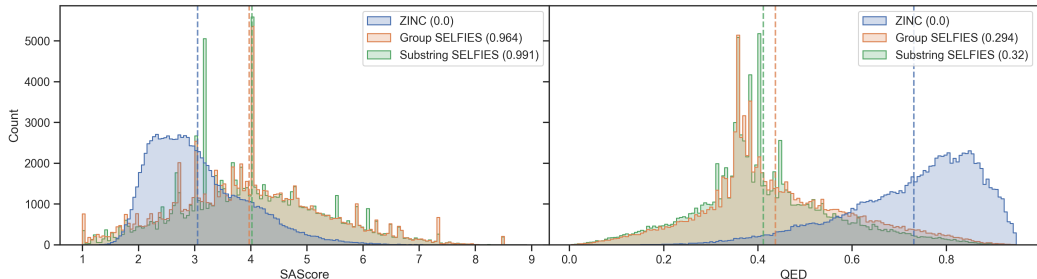 ZINC (0.0)
Group SELFIES (0.964)
Substring SELFIES (0.991)
ZINC (0.0)
Group SELFIES (0.294)
Substring SELFIES (0.32)
Count
5000
4000
3000
2000
1000
0
1 2 3 4 5 6 7 8 9
SAScore
0.0 0.2 0.4 0.6 0.8
QED